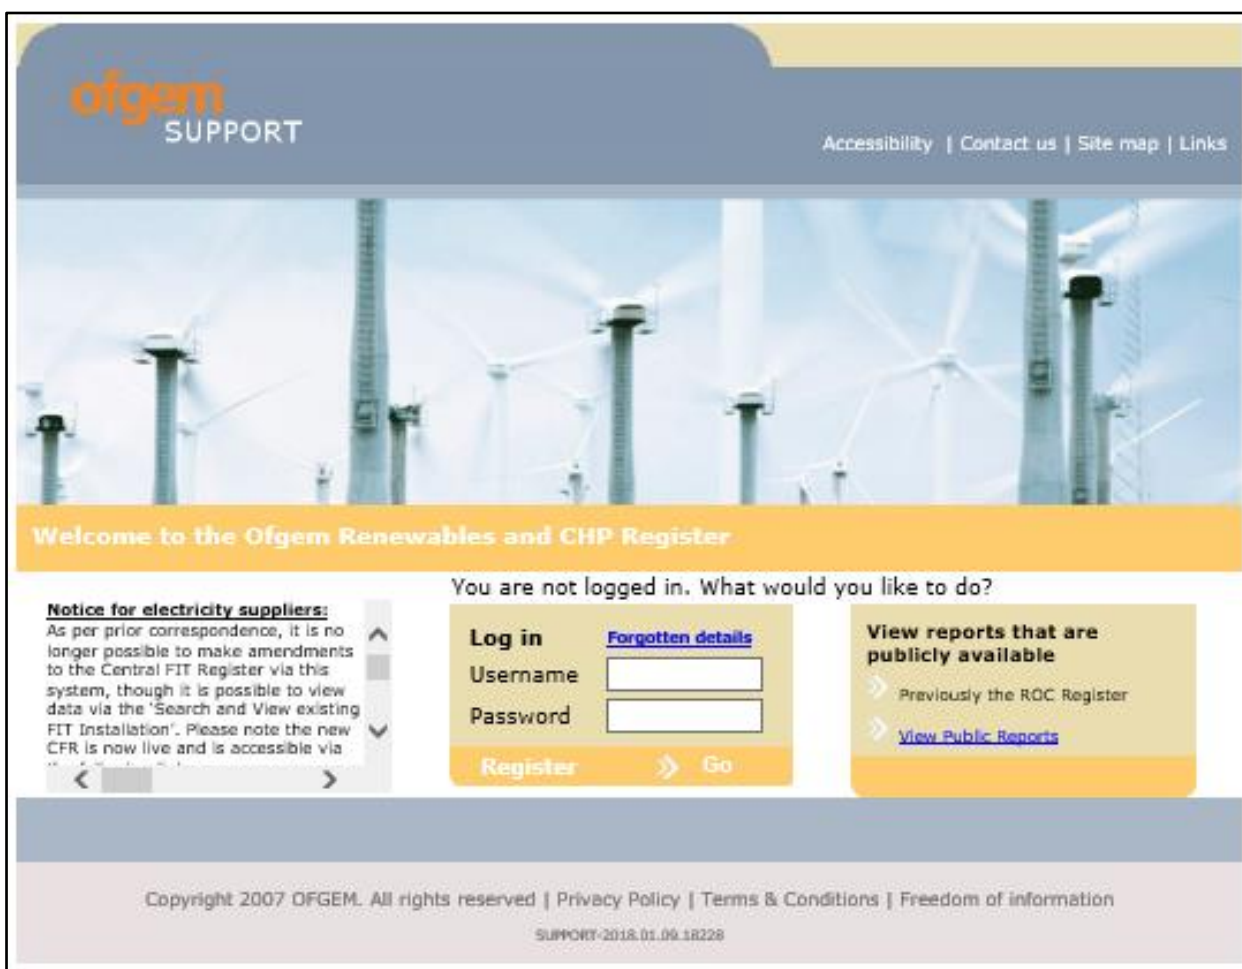 ofgem
SUPPORT
Accessibility | Contact us | Site map | Links
Welcome to the Ofgem Renewables and CHP Register
You are not logged in. What would you like to do?
Notice for electricity suppliers:
As per prior correspondence, it is no
longer possible to make amendments
to the Central FIT Register via this
system, though it is possible to view
data via the 'Search and View existing
FIT Installation'. Please note the new
CFR is now live and is accessible via
Log in Forgotten details
Username
Password
Register Go
View reports that are
publicly available
Previously the ROC Register
View Public Reports
Copyright 2007 OFGEM. All rights reserved | Privacy Policy | Terms & Conditions | Freedom of information
SUPPORT-2018.01.09.18228